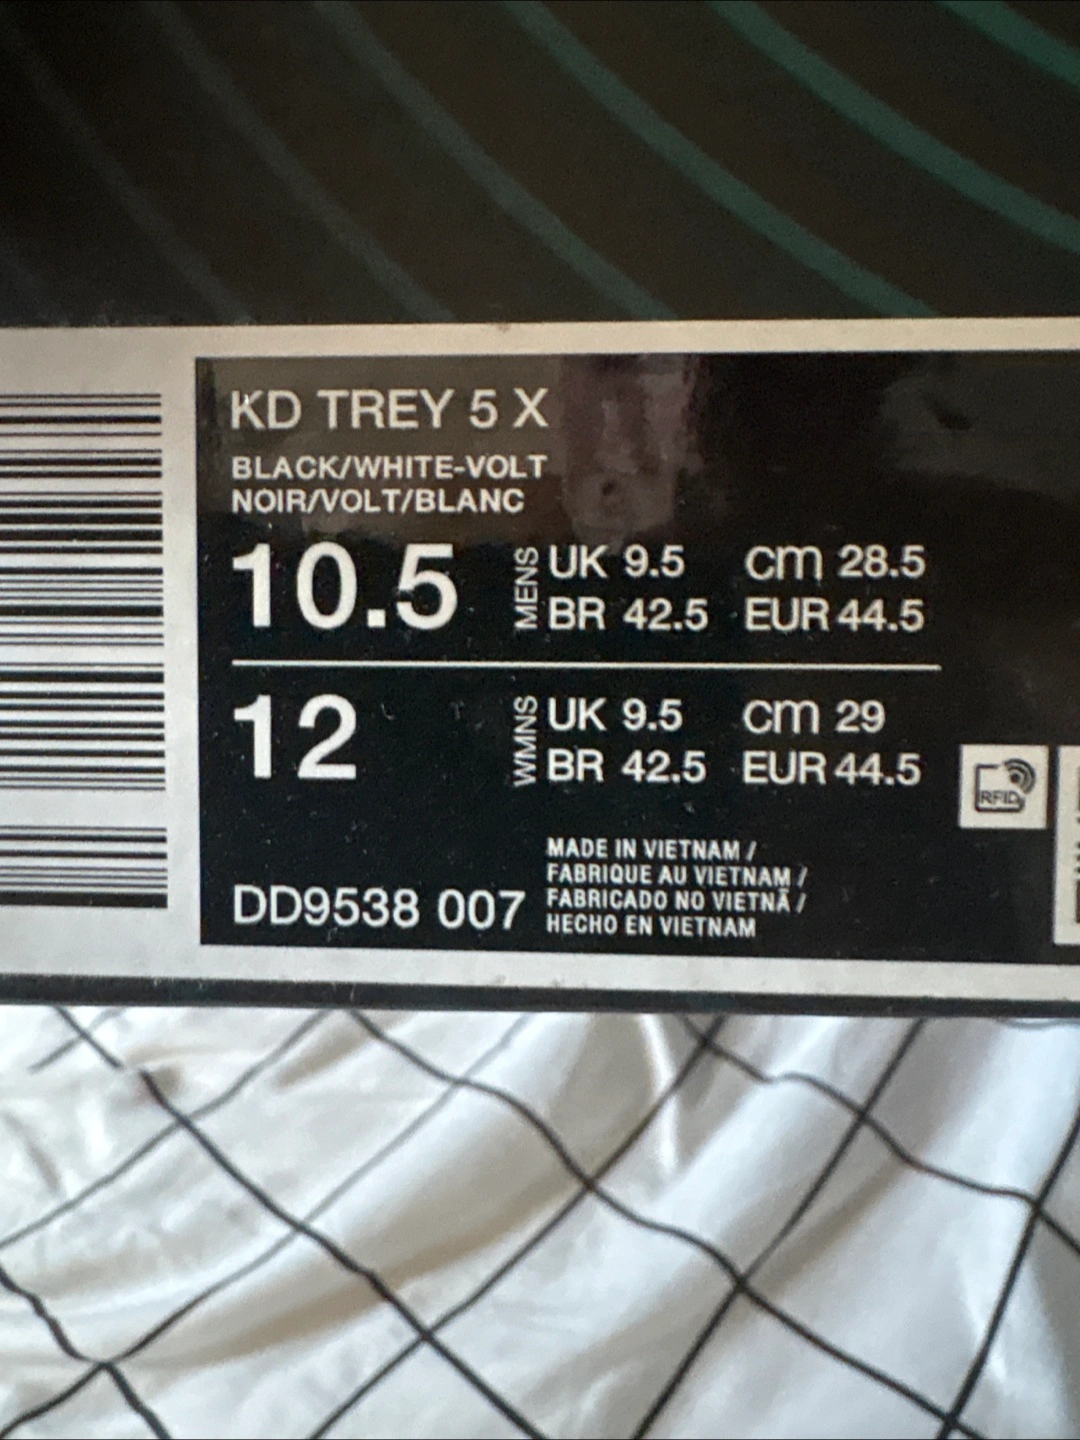 KD TREY 5 X
BLACK/WHITE-VOLT
NOIR/VOLT/BLANC
10.5 MENS UK 9.5 cm 28.5
BR 42.5 EUR 44.5
12 WMNS UK 9.5 cm 29
BR 42.5 EUR 44.5
RFID
DD9538 007
MADE IN VIETNAM /
FABRIQUE AU VIETNAM /
FABRICADO NO VIETNÃ /
HECHO EN VIETNAM